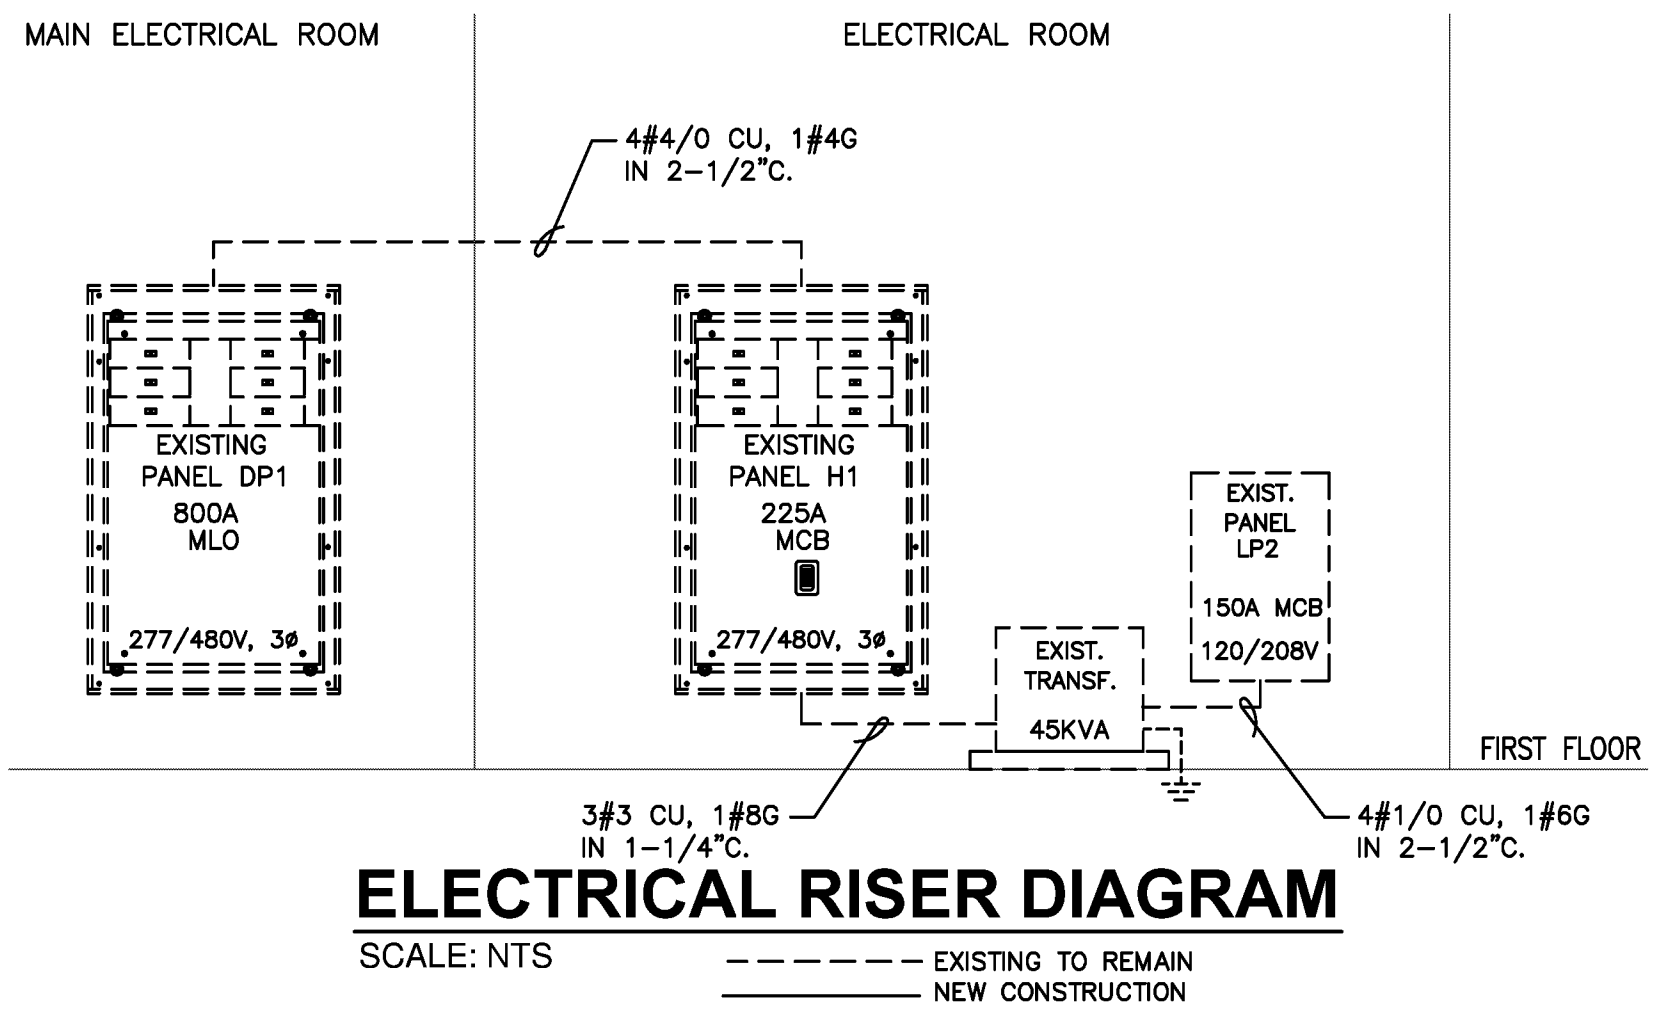 MAIN ELECTRICAL ROOM
ELECTRICAL ROOM
4#4/0 CU, 1#4G
IN 2-1/2"C.
EXISTING
PANEL DP1
800A
MLO
277/480V, 3ø
EXISTING
PANEL H1
225A
MCB
277/480V, 3ø
EXIST.
TRANSF.
45KVA
EXIST.
PANEL
LP2
150A MCB
120/208V
FIRST FLOOR
3#3 CU, 1#8G
IN 1-1/4"C.
4#1/0 CU, 1#6G
IN 2-1/2"C.
ELECTRICAL RISER DIAGRAM
SCALE: NTS
EXISTING TO REMAIN
NEW CONSTRUCTION